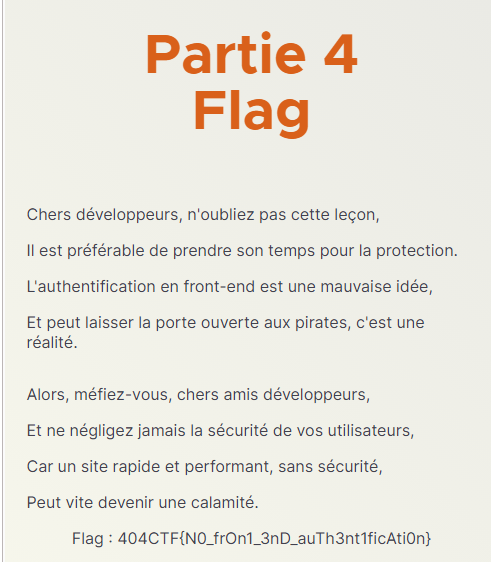 Partie 4
Flag
Chers développeurs, n'oubliez pas cette leçon,
Il est préférable de prendre son temps pour la protection.
L'authentification en front-end est une mauvaise idée,
Et peut laisser la porte ouverte aux pirates, c'est une
réalité.
Alors, méfiez-vous, chers amis développeurs,
Et ne négligez jamais la sécurité de vos utilisateurs,
Car un site rapide et performant, sans sécurité,
Peut vite devenir une calamité.
Flag : 404CTF{N0_frOn1_3nD_auTh3nt1ficAti0n}